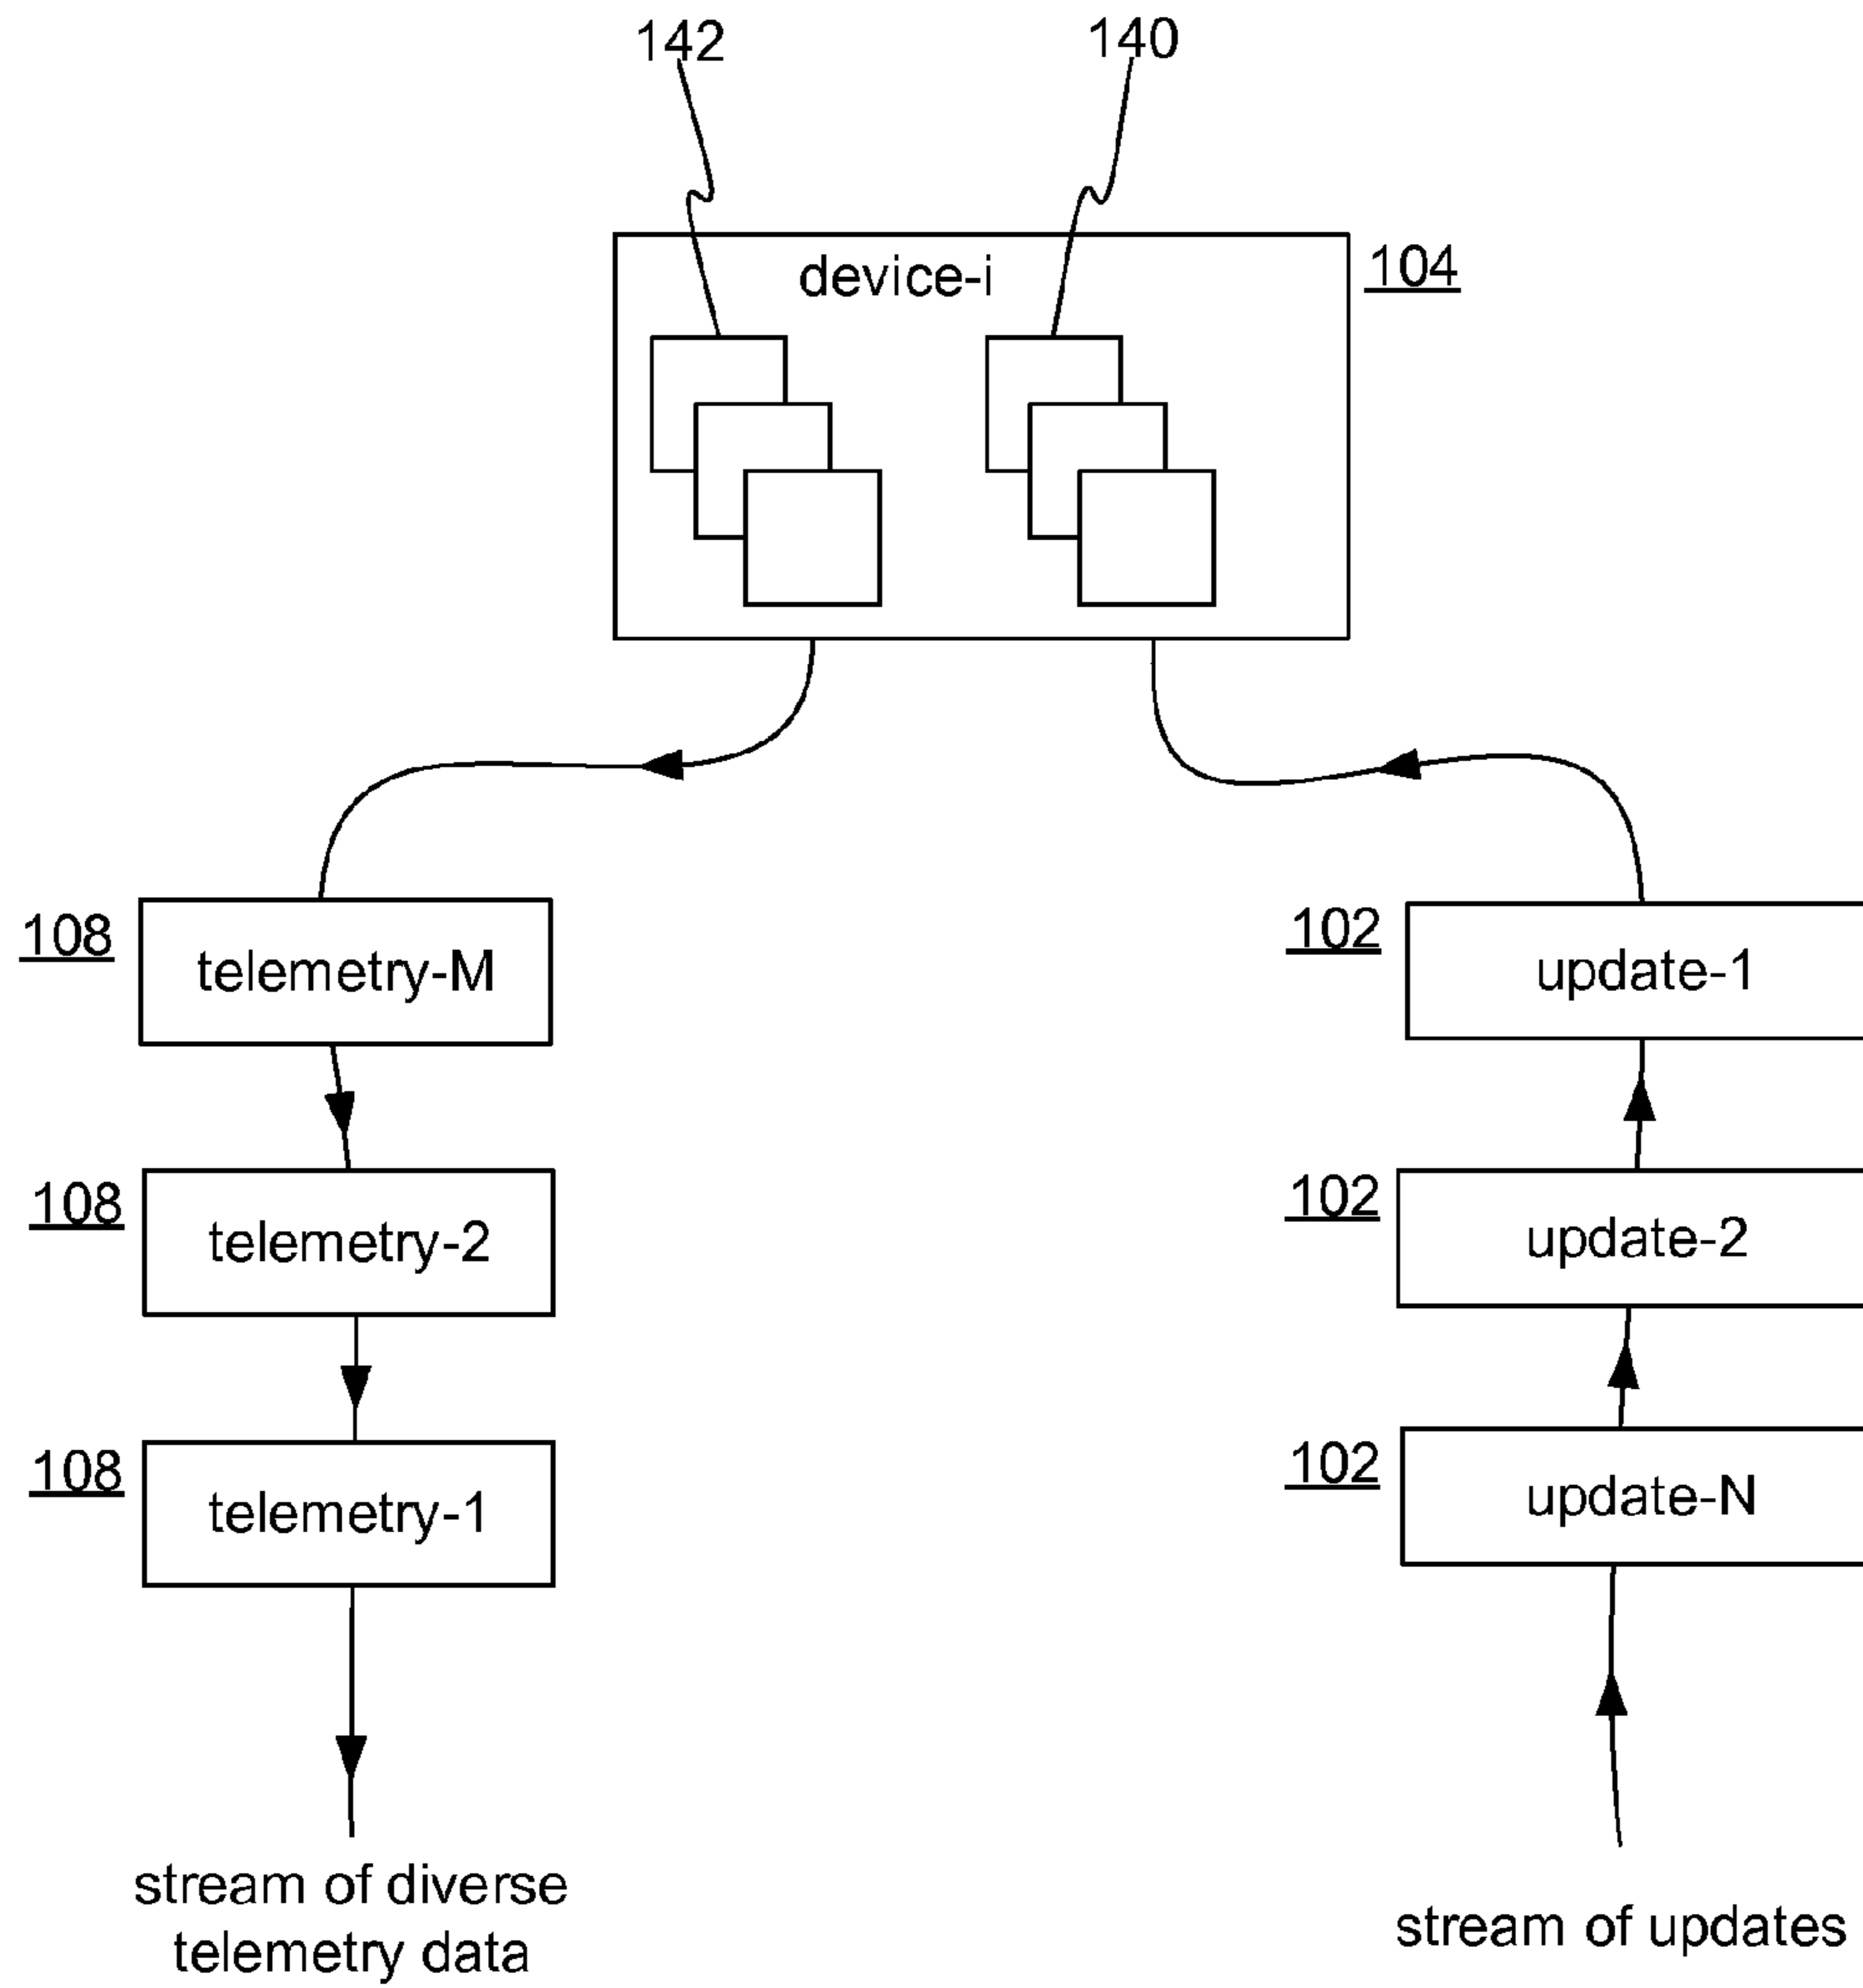 142
140
device-i
104
108
telemetry-M
102
update-1
108
telemetry-2
102
update-2
108
telemetry-1
102
update-N
stream of diverse
telemetry data
stream of updates